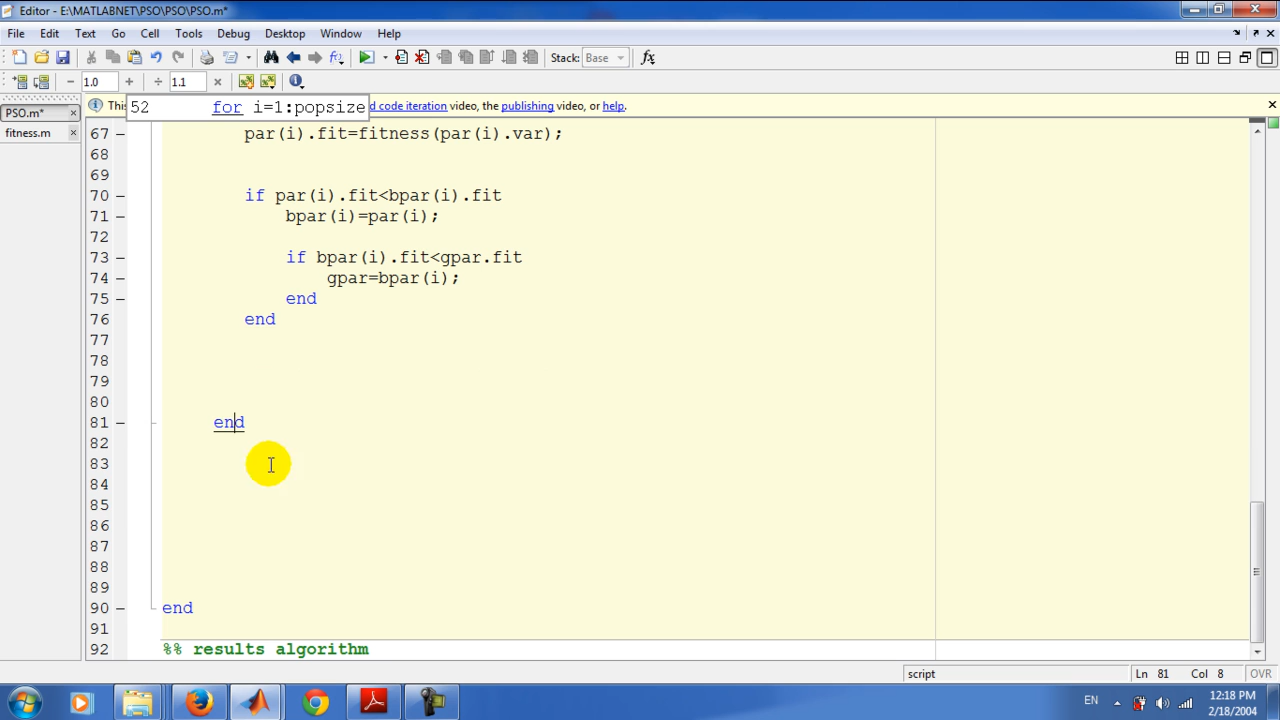 Editor - E:\MATLABNET\PSO\PSO\PSO.m*
File Edit Text Go Cell Tools Debug Desktop Window Help
Stack: Base fx
1.0 1.1
PSO.m* This 52 for i=1:popsize d code iteration video, the publishing video, or help.
fitness.m
67 par(i).fit=fitness(par(i).var);
68
69
70 if par(i).fit<bpar(i).fit
71 bpar(i)=par(i);
72
73 if bpar(i).fit<gpar.fit
74 gpar=bpar(i);
75 end
76 end
77
78
79
80
81 end
82
83
84
85
86
87
88
89
90 end
91
92 %% results algorithm
script Ln 81 Col 8 OVR
EN 12:18 PM
2/18/2004